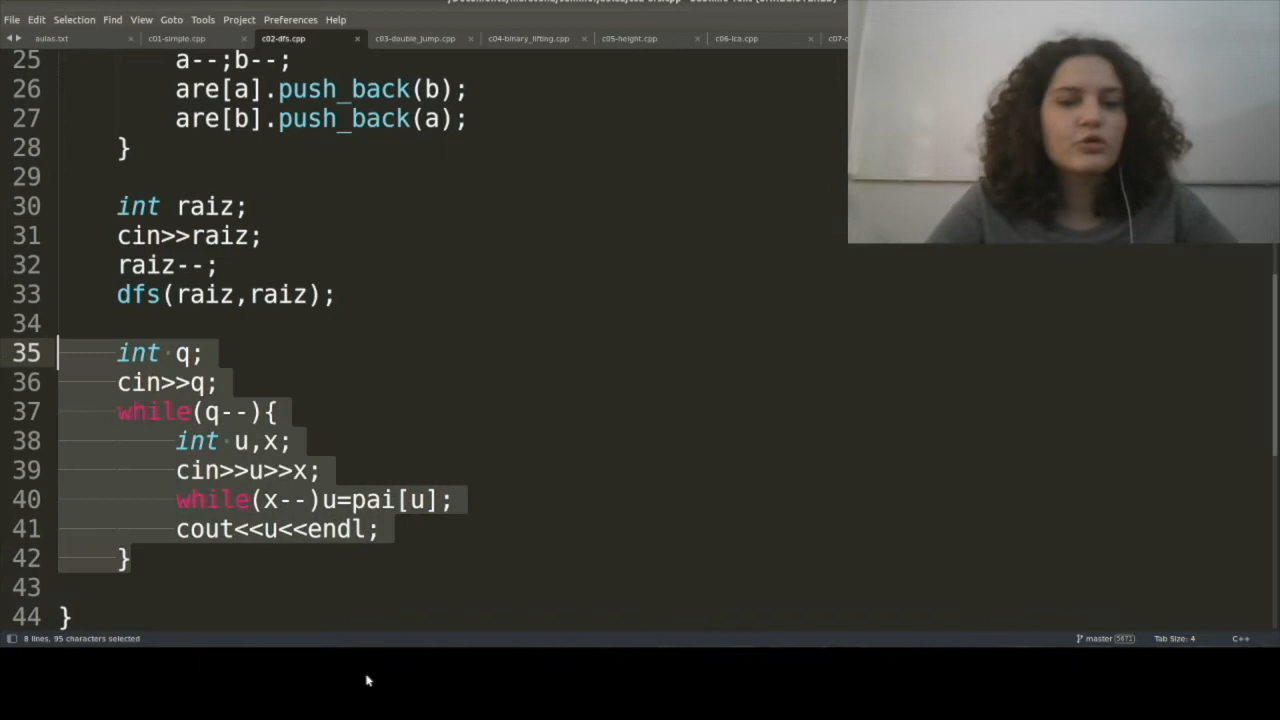 File Edit Selection Find View Goto Tools Project Preferences Help
aulas.txt c01-simple.cpp c02-dfs.cpp c03-double_jump.cpp c04-binary_lifting.cpp c05-height.cpp c06-lca.cpp
25 a--;b--;
26 are[a].push_back(b);
27 are[b].push_back(a);
28 }
29
30 int raiz;
31 cin>>raiz;
32 raiz--;
33 dfs(raiz,raiz);
34
35 int q;
36 cin>>q;
37 while(q--){
38 int u,x;
39 cin>>u>>x;
40 while(x--)u=pai[u];
41 cout<<u<<endl;
42 }
43
44 }
8 lines, 95 characters selected master 5671 Tab Size: 4 C++